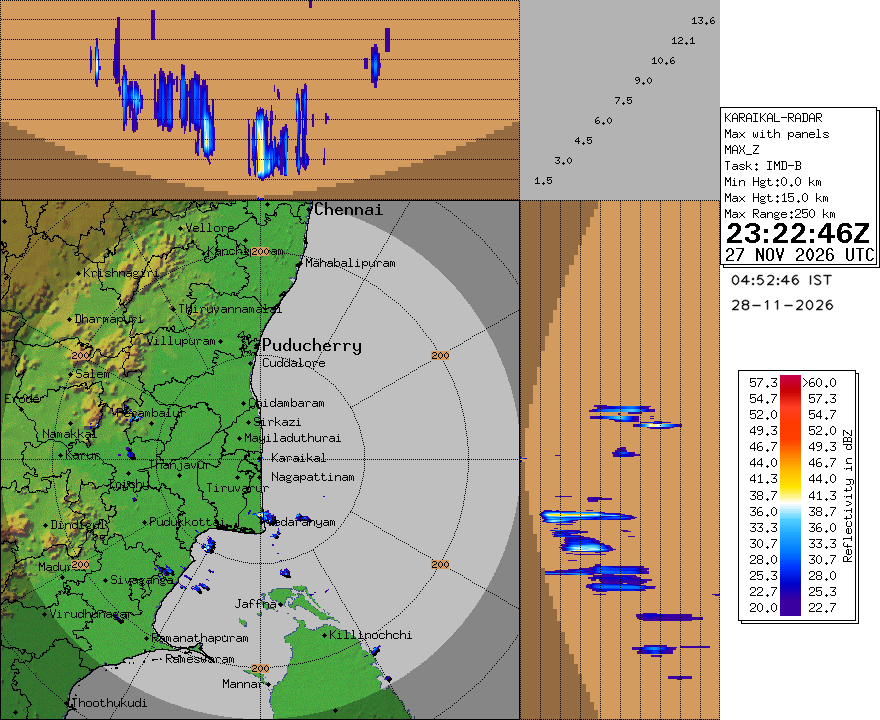 13.6
12.1
10.6
9.0
7.5
6.0
4.5
3.0
1.5
KARAIKAL-RADAR
Max with panels
MAX_Z
Task: IMD-B
Min Hgt:0.0 km
Max Hgt:15.0 km
Max Range:250 km
23:22:46Z
27 NOV 2026 UTC
04:52:46 IST
28-11-2026
Chennai
Vellore
200
Mahabalipuram
Krishnagiri
Thiruvannamalai
Dharmapuri
Villupuram
Puducherry
200
200
Cuddalore
Salem
Erode
Chidambaram
Perambalur
Sirkazi
Namakkal
Mayiladuthurai
Karur
Karaikal
Thanjavur
Nagapattinam
Tiruvarur
Dindigul
Pudukkottai
Vedaranyam
200
200
Madurai
Sivaganga
Jaffna
Virudhunagar
Ramanathapuram
Killinochchi
Rameswaram
200
Mannar
Thoothukudi
57.3 >60.0
54.7 57.3
52.0 54.7
49.3 52.0
46.7 49.3
44.0 46.7
41.3 44.0
38.7 41.3
36.0 38.7
33.3 36.0
30.7 33.3
28.0 30.7
25.3 28.0
22.7 25.3
20.0 22.7
Reflectivity in dBZ